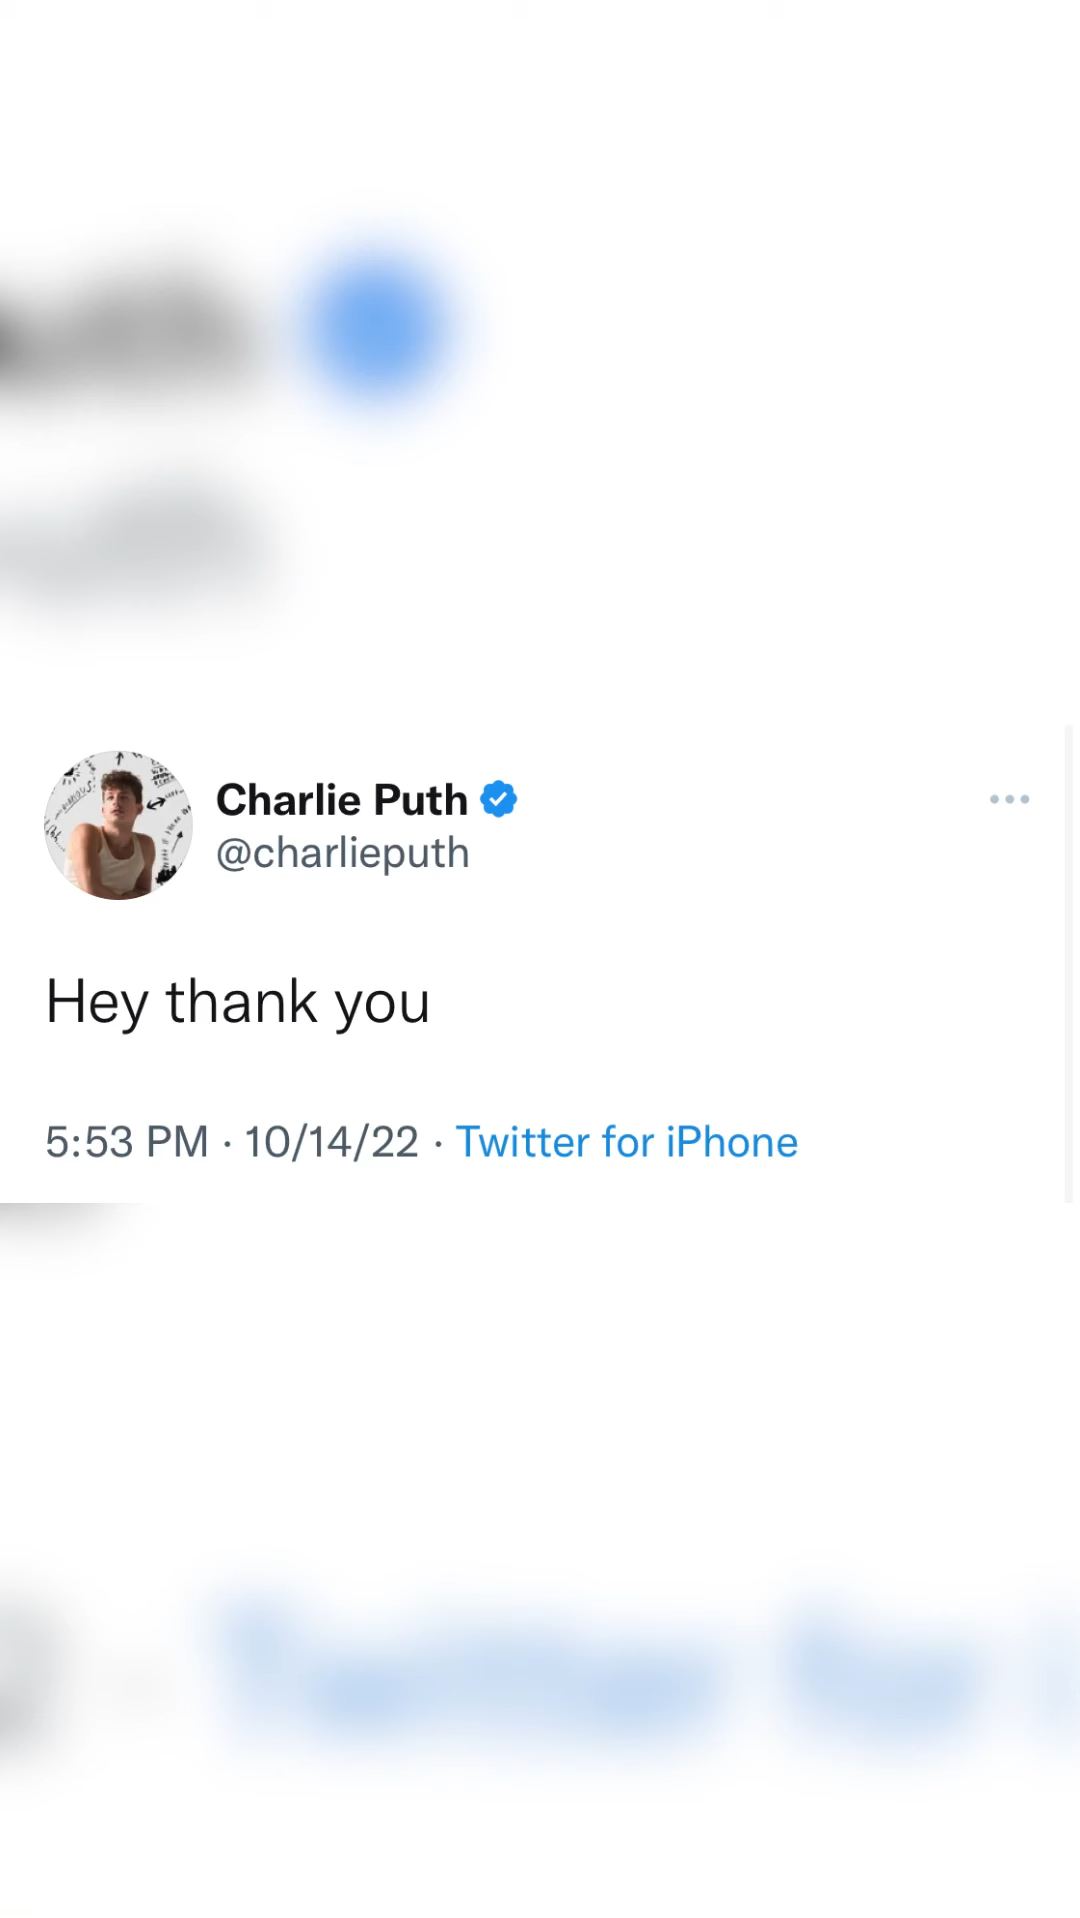 Charlie Puth
@charlieputh
Hey thank you
5:53 PM · 10/14/22 · Twitter for iPhone